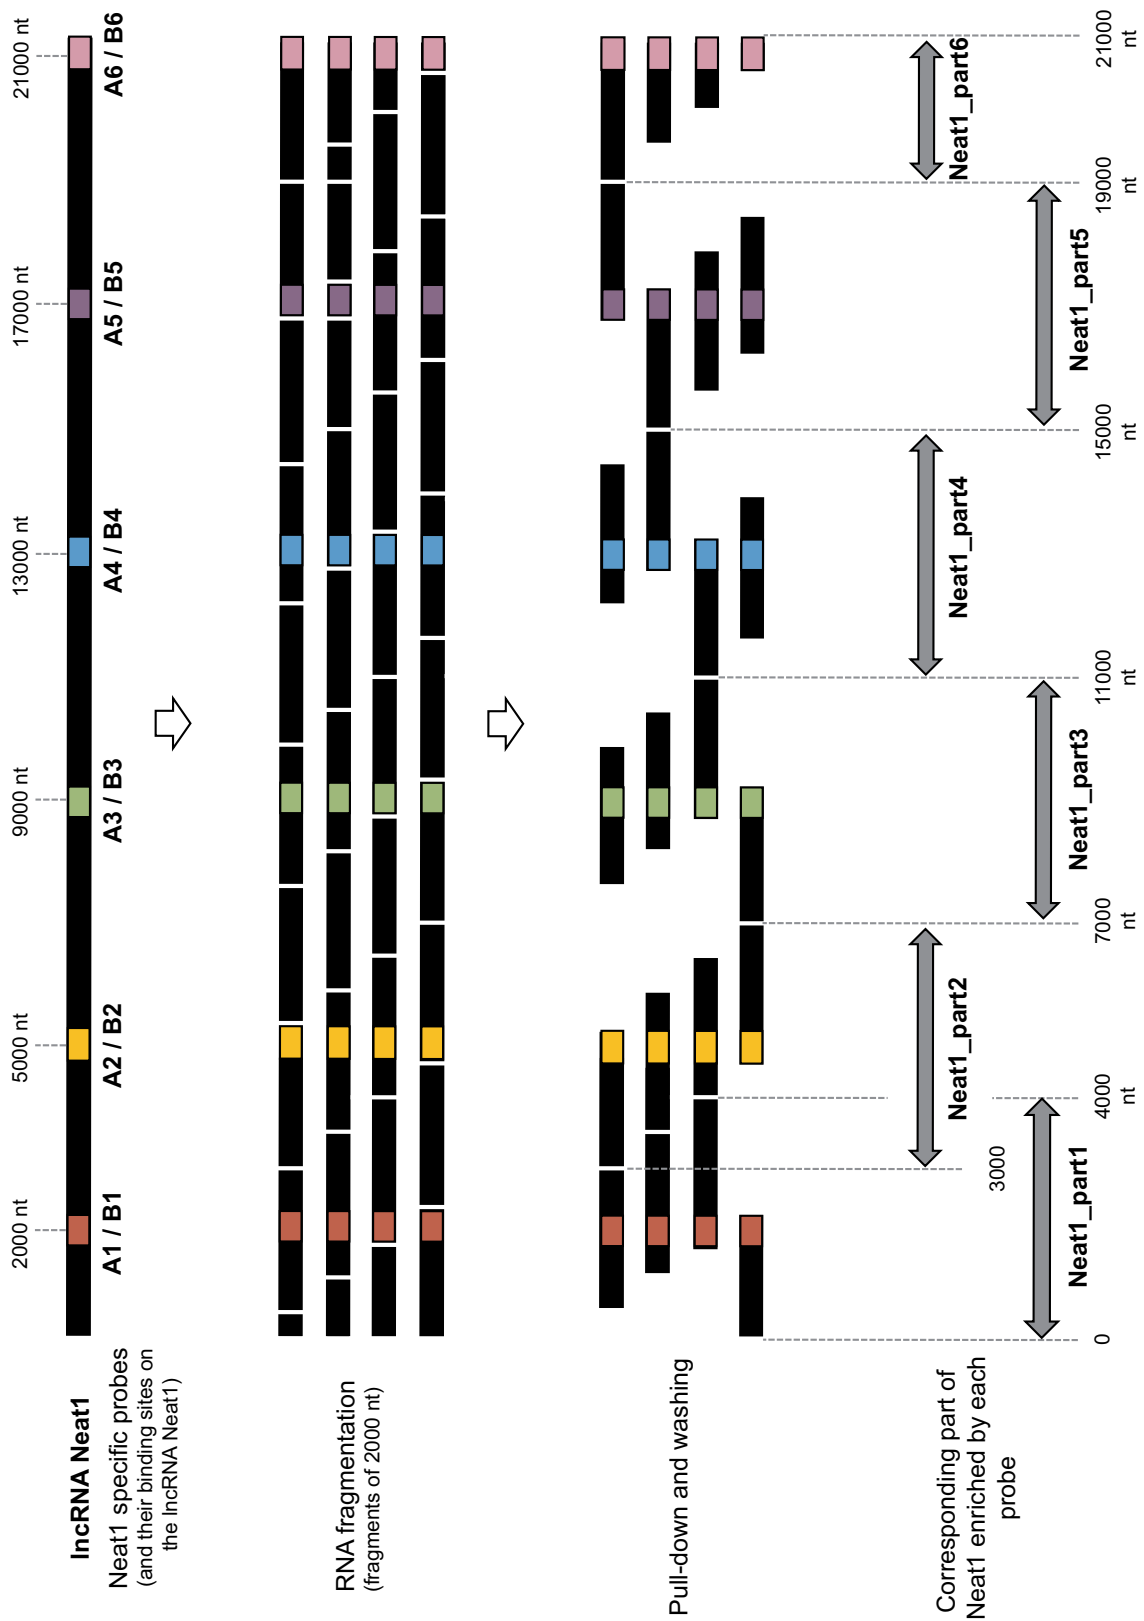 lncRNA Neat1
Neat1 specific probes
(and their binding sites on
the lncRNA Neat1)
2000 nt
5000 nt
9000 nt
13000 nt
17000 nt
21000 nt
A1 / B1
A2 / B2
A3 / B3
A4 / B4
A5 / B5
A6 / B6
RNA fragmentation
(fragments of 2000 nt)
Pull-down and washing
Corresponding part of
Neat1 enriched by each
probe
Neat1_part2
Neat1_part4
Neat1_part6
3000
Neat1_part1
Neat1_part3
Neat1_part5
0
4000
nt
7000
nt
11000
nt
15000
nt
19000
nt
21000
nt